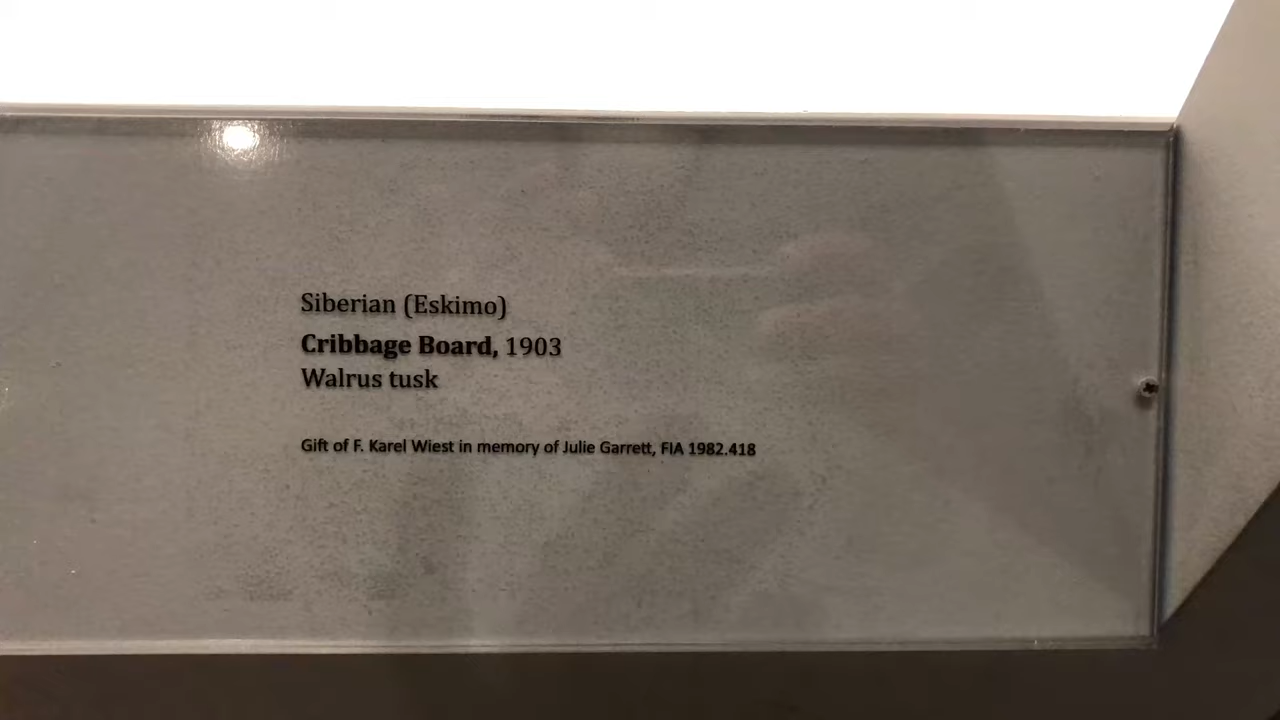 Siberian (Eskimo)
Cribbage Board, 1903
Walrus tusk
Gift of F. Karel Wiest in memory of Julie Garrett, FIA 1982.418